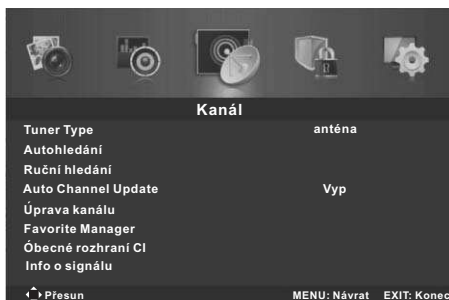 Kanál
Tuner Type anténa
Autohledání
Ruční hledání
Auto Channel Update Vyp
Úprava kanálu
Favorite Manager
Óbecné rozhraní CI
Info o signálu
Přesun MENU: Návrat EXIT: Konec